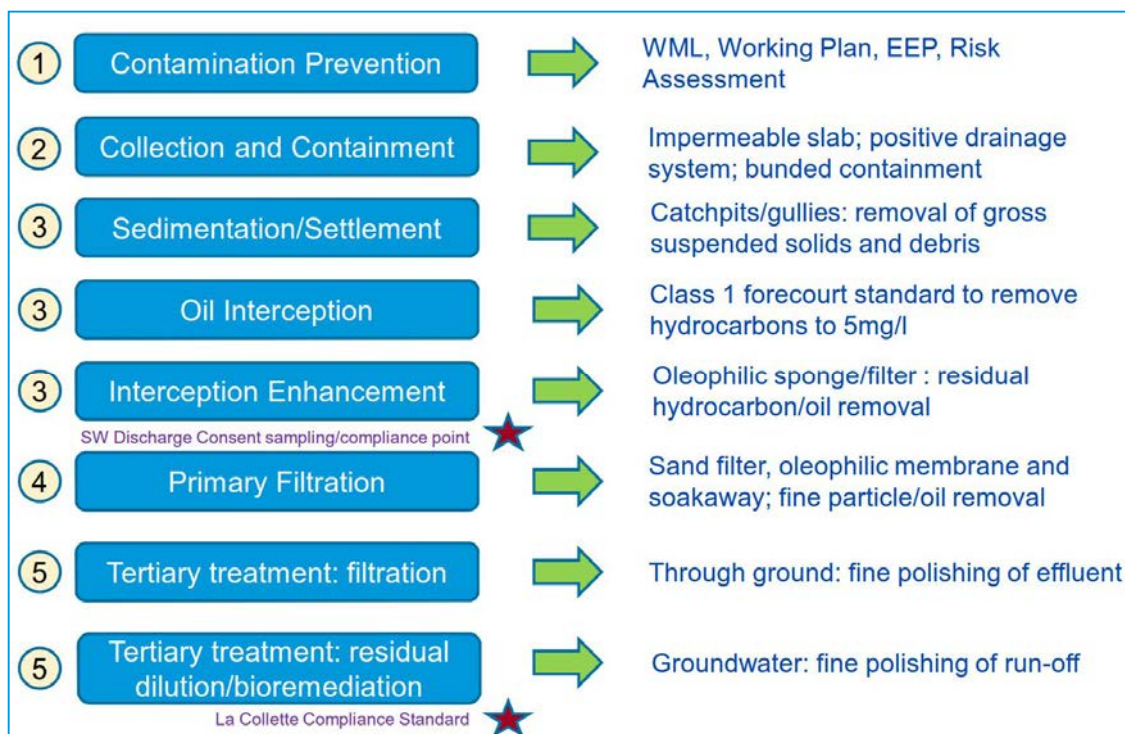 1 Contamination Prevention WML, Working Plan, EEP, Risk
Assessment
2 Collection and Containment Impermeable slab; positive drainage
system; bunded containment
3 Sedimentation/Settlement Catchpits/gullies: removal of gross
suspended solids and debris
3 Oil Interception Class 1 forecourt standard to remove
hydrocarbons to 5mg/l
3 Interception Enhancement Oleophilic sponge/filter : residual
hydrocarbon/oil removal
SW Discharge Consent sampling/compliance point
4 Primary Filtration Sand filter, oleophilic membrane and
soakaway; fine particle/oil removal
5 Tertiary treatment: filtration Through ground: fine polishing of effluent
5 Tertiary treatment: residual
dilution/bioremediation Groundwater: fine polishing of run-off
La Collette Compliance Standard